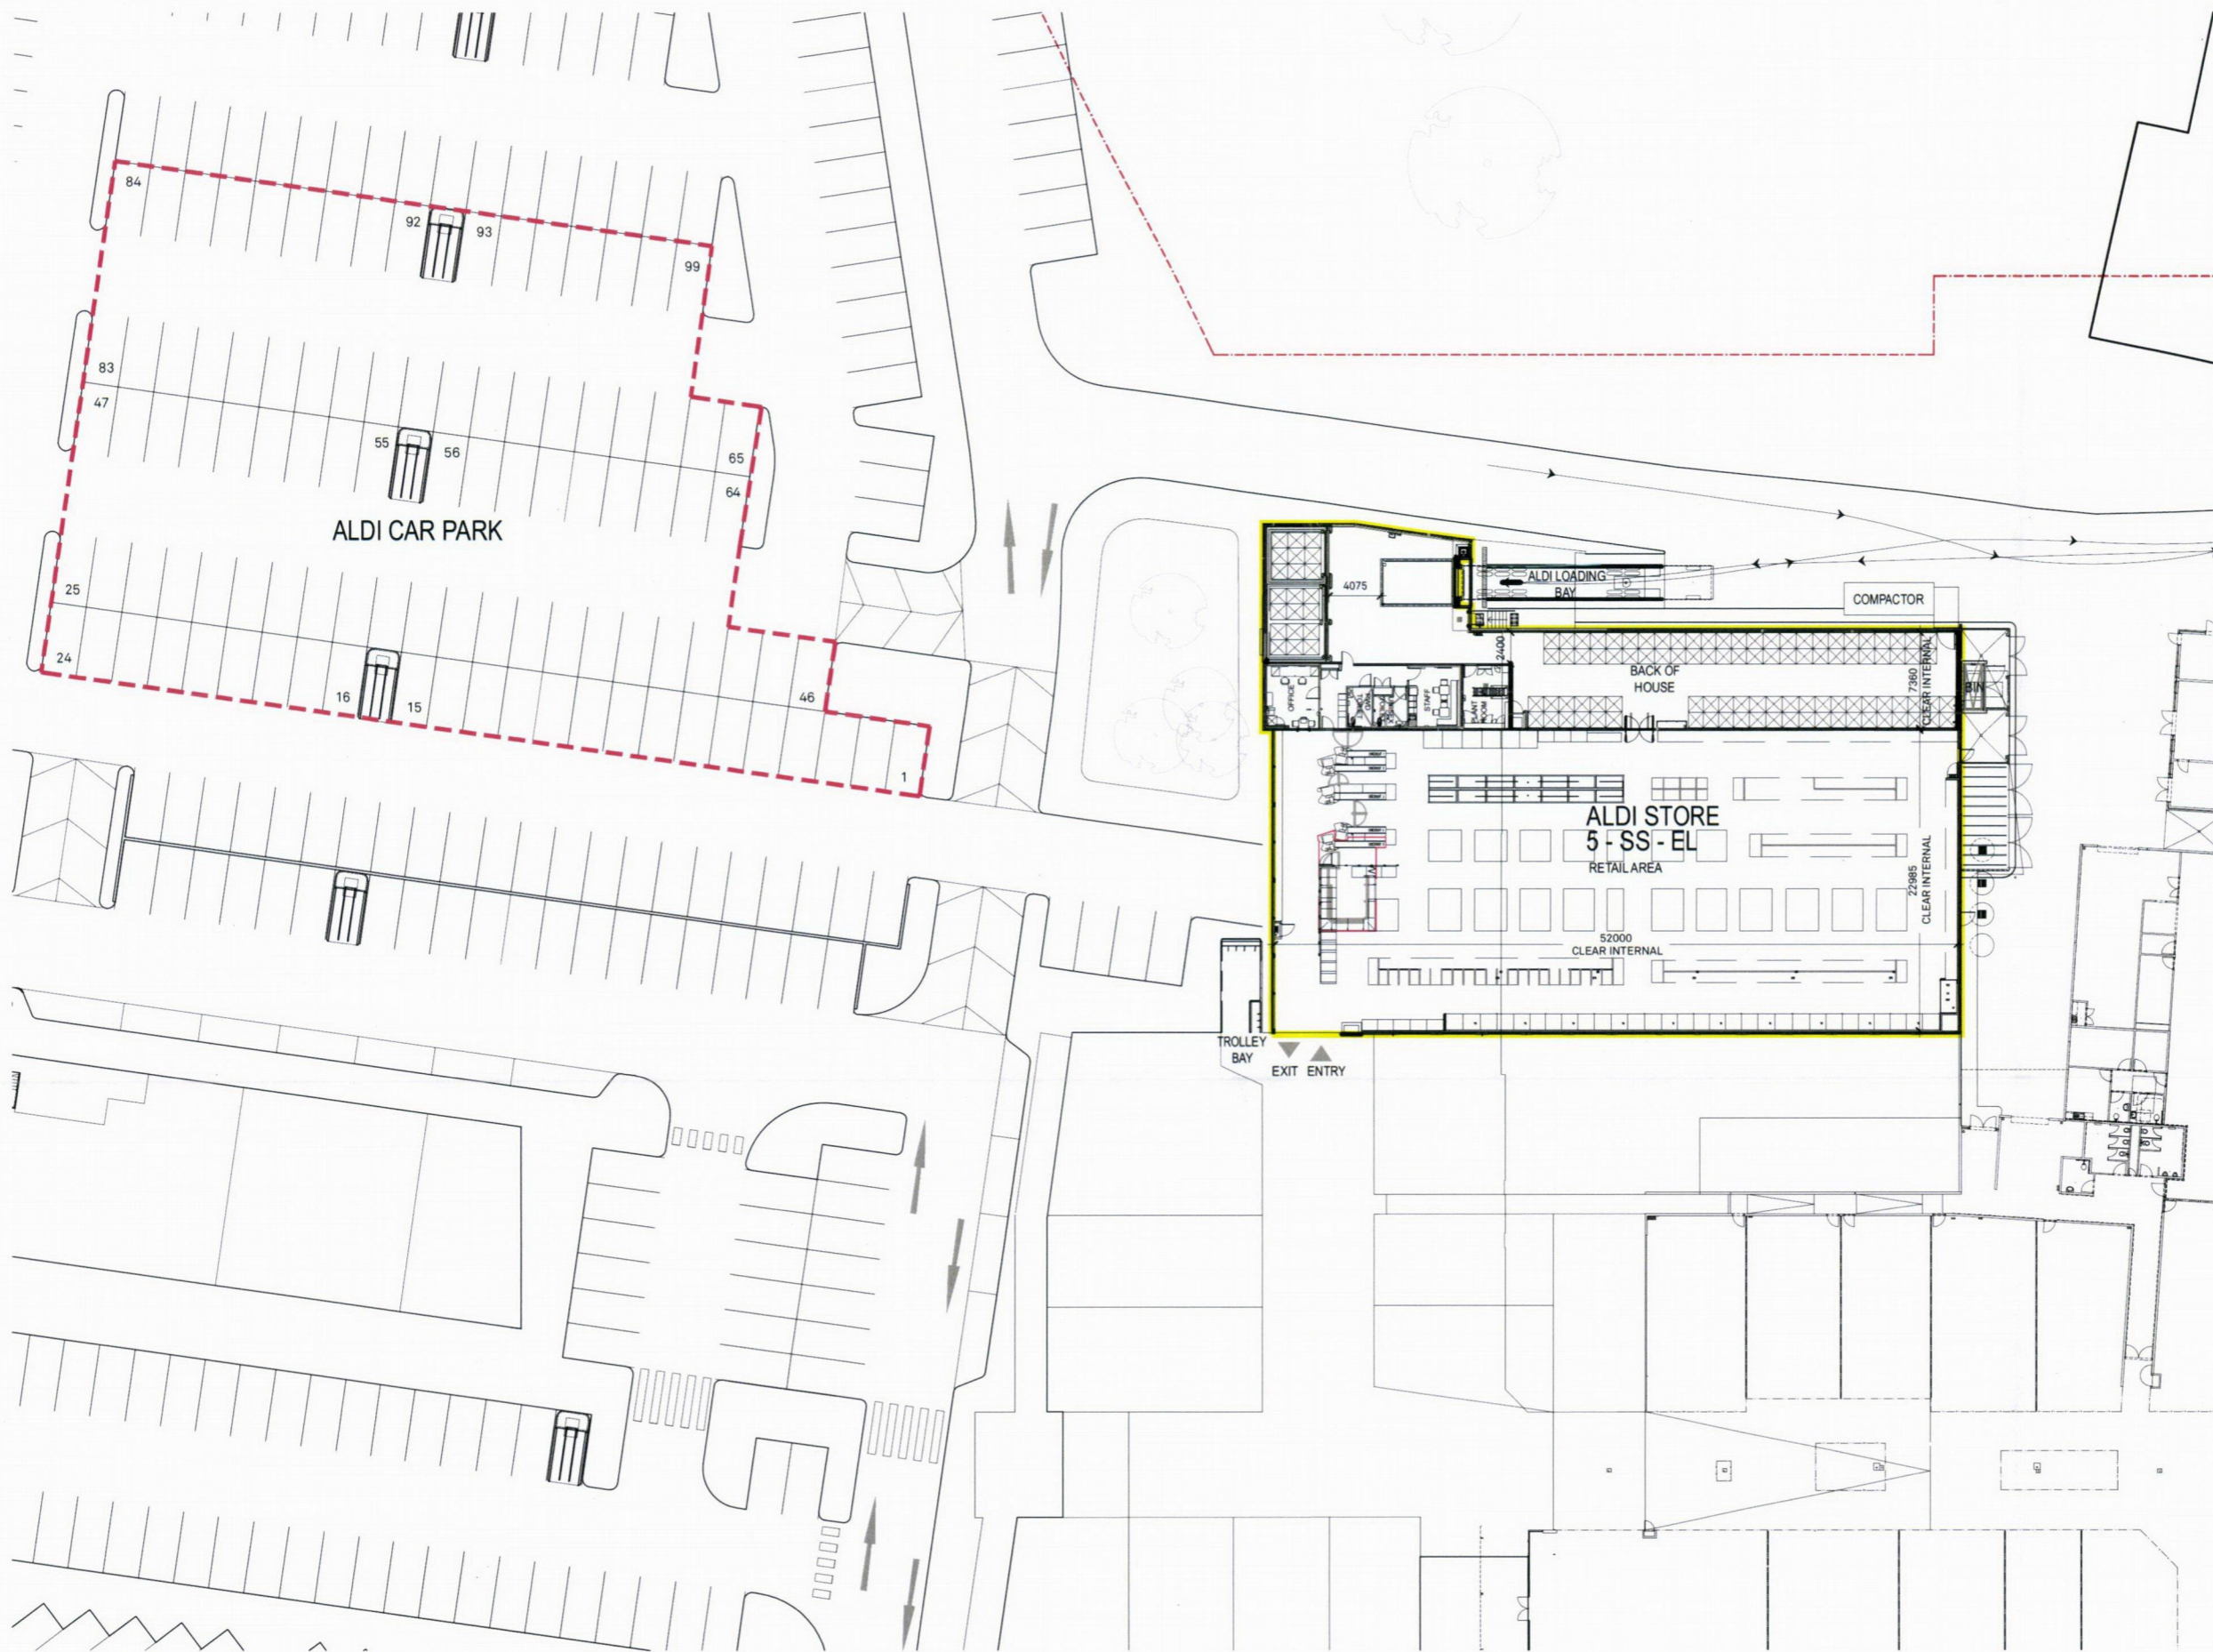 84
92
93
99
83
47
55
56
65
64
ALDI CAR PARK
25
24
16
15
46
1
4075
ALDI LOADING
BAY
COMPACTOR
2400
BACK OF
HOUSE
7360
CLEAR INTERNAL
BIN
OFFICE
STAFF
PLANT
ROOM
ALDI STORE
5 - SS - EL
RETAIL AREA
22985
CLEAR INTERNAL
52000
CLEAR INTERNAL
TROLLEY
BAY
EXIT ENTRY